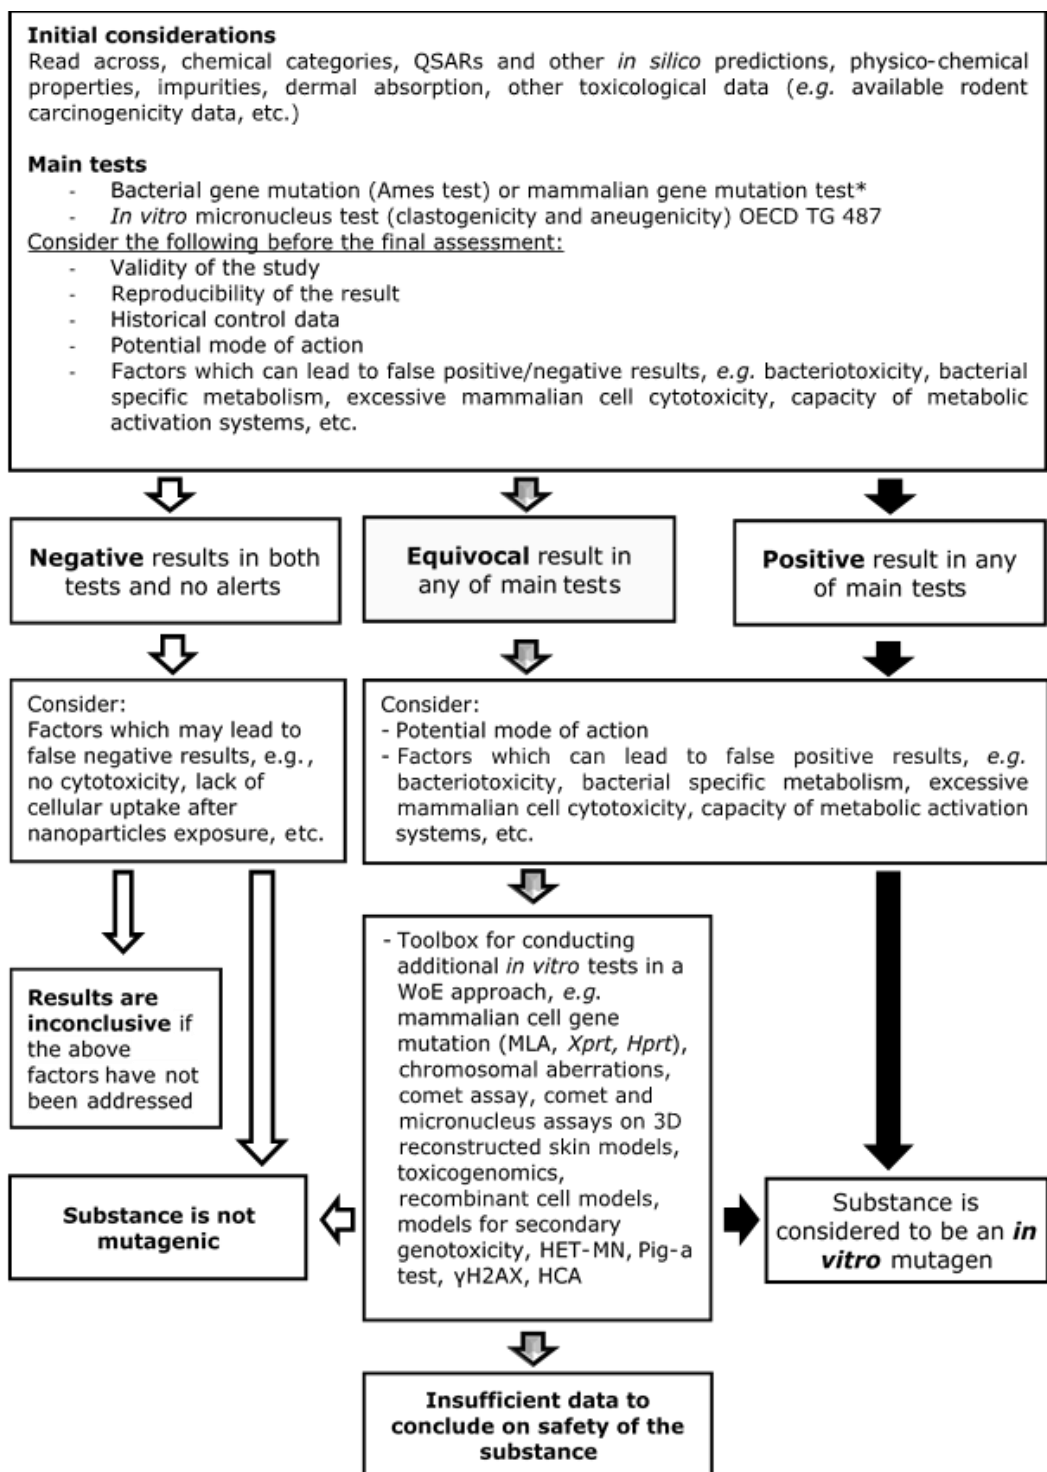 Initial considerations
Read across, chemical categories, QSARs and other in silico predictions, physico-chemical
properties, impurities, dermal absorption, other toxicological data (e.g. available rodent
carcinogenicity data, etc.)
Main tests
- Bacterial gene mutation (Ames test) or mammalian gene mutation test*
- In vitro micronucleus test (clastogenicity and aneugenicity) OECD TG 487
Consider the following before the final assessment:
- Validity of the study
- Reproducibility of the result
- Historical control data
- Potential mode of action
- Factors which can lead to false positive/negative results, e.g. bacteriotoxicity, bacterial
specific metabolism, excessive mammalian cell cytotoxicity, capacity of metabolic
activation systems, etc.
Negative results in both
tests and no alerts
Equivocal result in
any of main tests
Positive result in any
of main tests
Consider:
Factors which may lead to
false negative results, e.g.,
no cytotoxicity, lack of
cellular uptake after
nanoparticles exposure, etc.
Consider:
- Potential mode of action
- Factors which can lead to false positive results, e.g.
bacteriotoxicity, bacterial specific metabolism, excessive
mammalian cell cytotoxicity, capacity of metabolic activation
systems, etc.
Results are
inconclusive if
the above
factors have not
been addressed
- Toolbox for conducting
additional in vitro tests in a
WoE approach, e.g.
mammalian cell gene
mutation (MLA, Xprt, Hprt),
chromosomal aberrations,
comet assay, comet and
micronucleus assays on 3D
reconstructed skin models,
toxicogenomics,
recombinant cell models,
models for secondary
genotoxicity, HET-MN, Pig-a
test, γH2AX, HCA
Substance is not
mutagenic
Substance is
considered to be an in
vitro mutagen
Insufficient data to
conclude on safety of the
substance